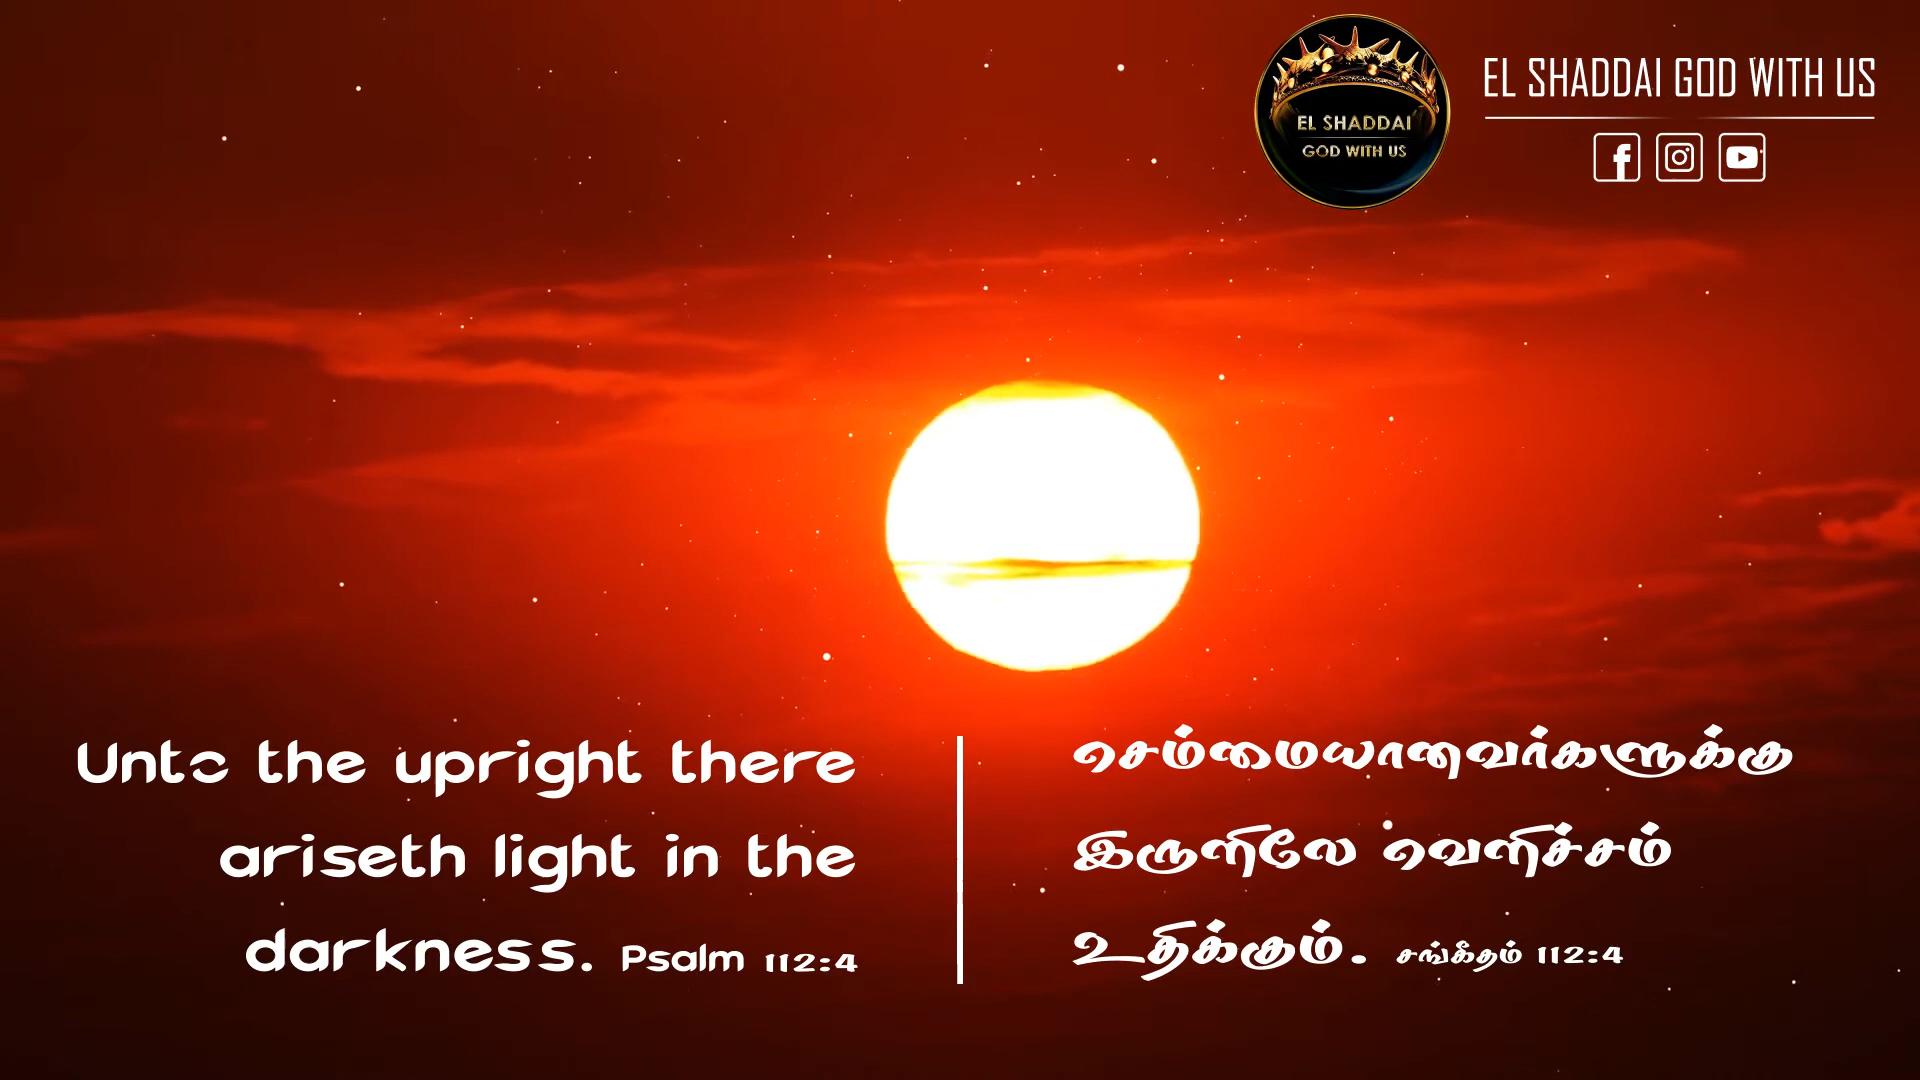 EL SHADDAI
GOD WITH US
EL SHADDAI GOD WITH US
Unto the upright there
ariseth light in the
darkness. Psalm 112:4
செம்மையானவர்களுக்கு
இருளிலே வெளிச்சம்
உதிக்கும். சங்கீதம் 112:4